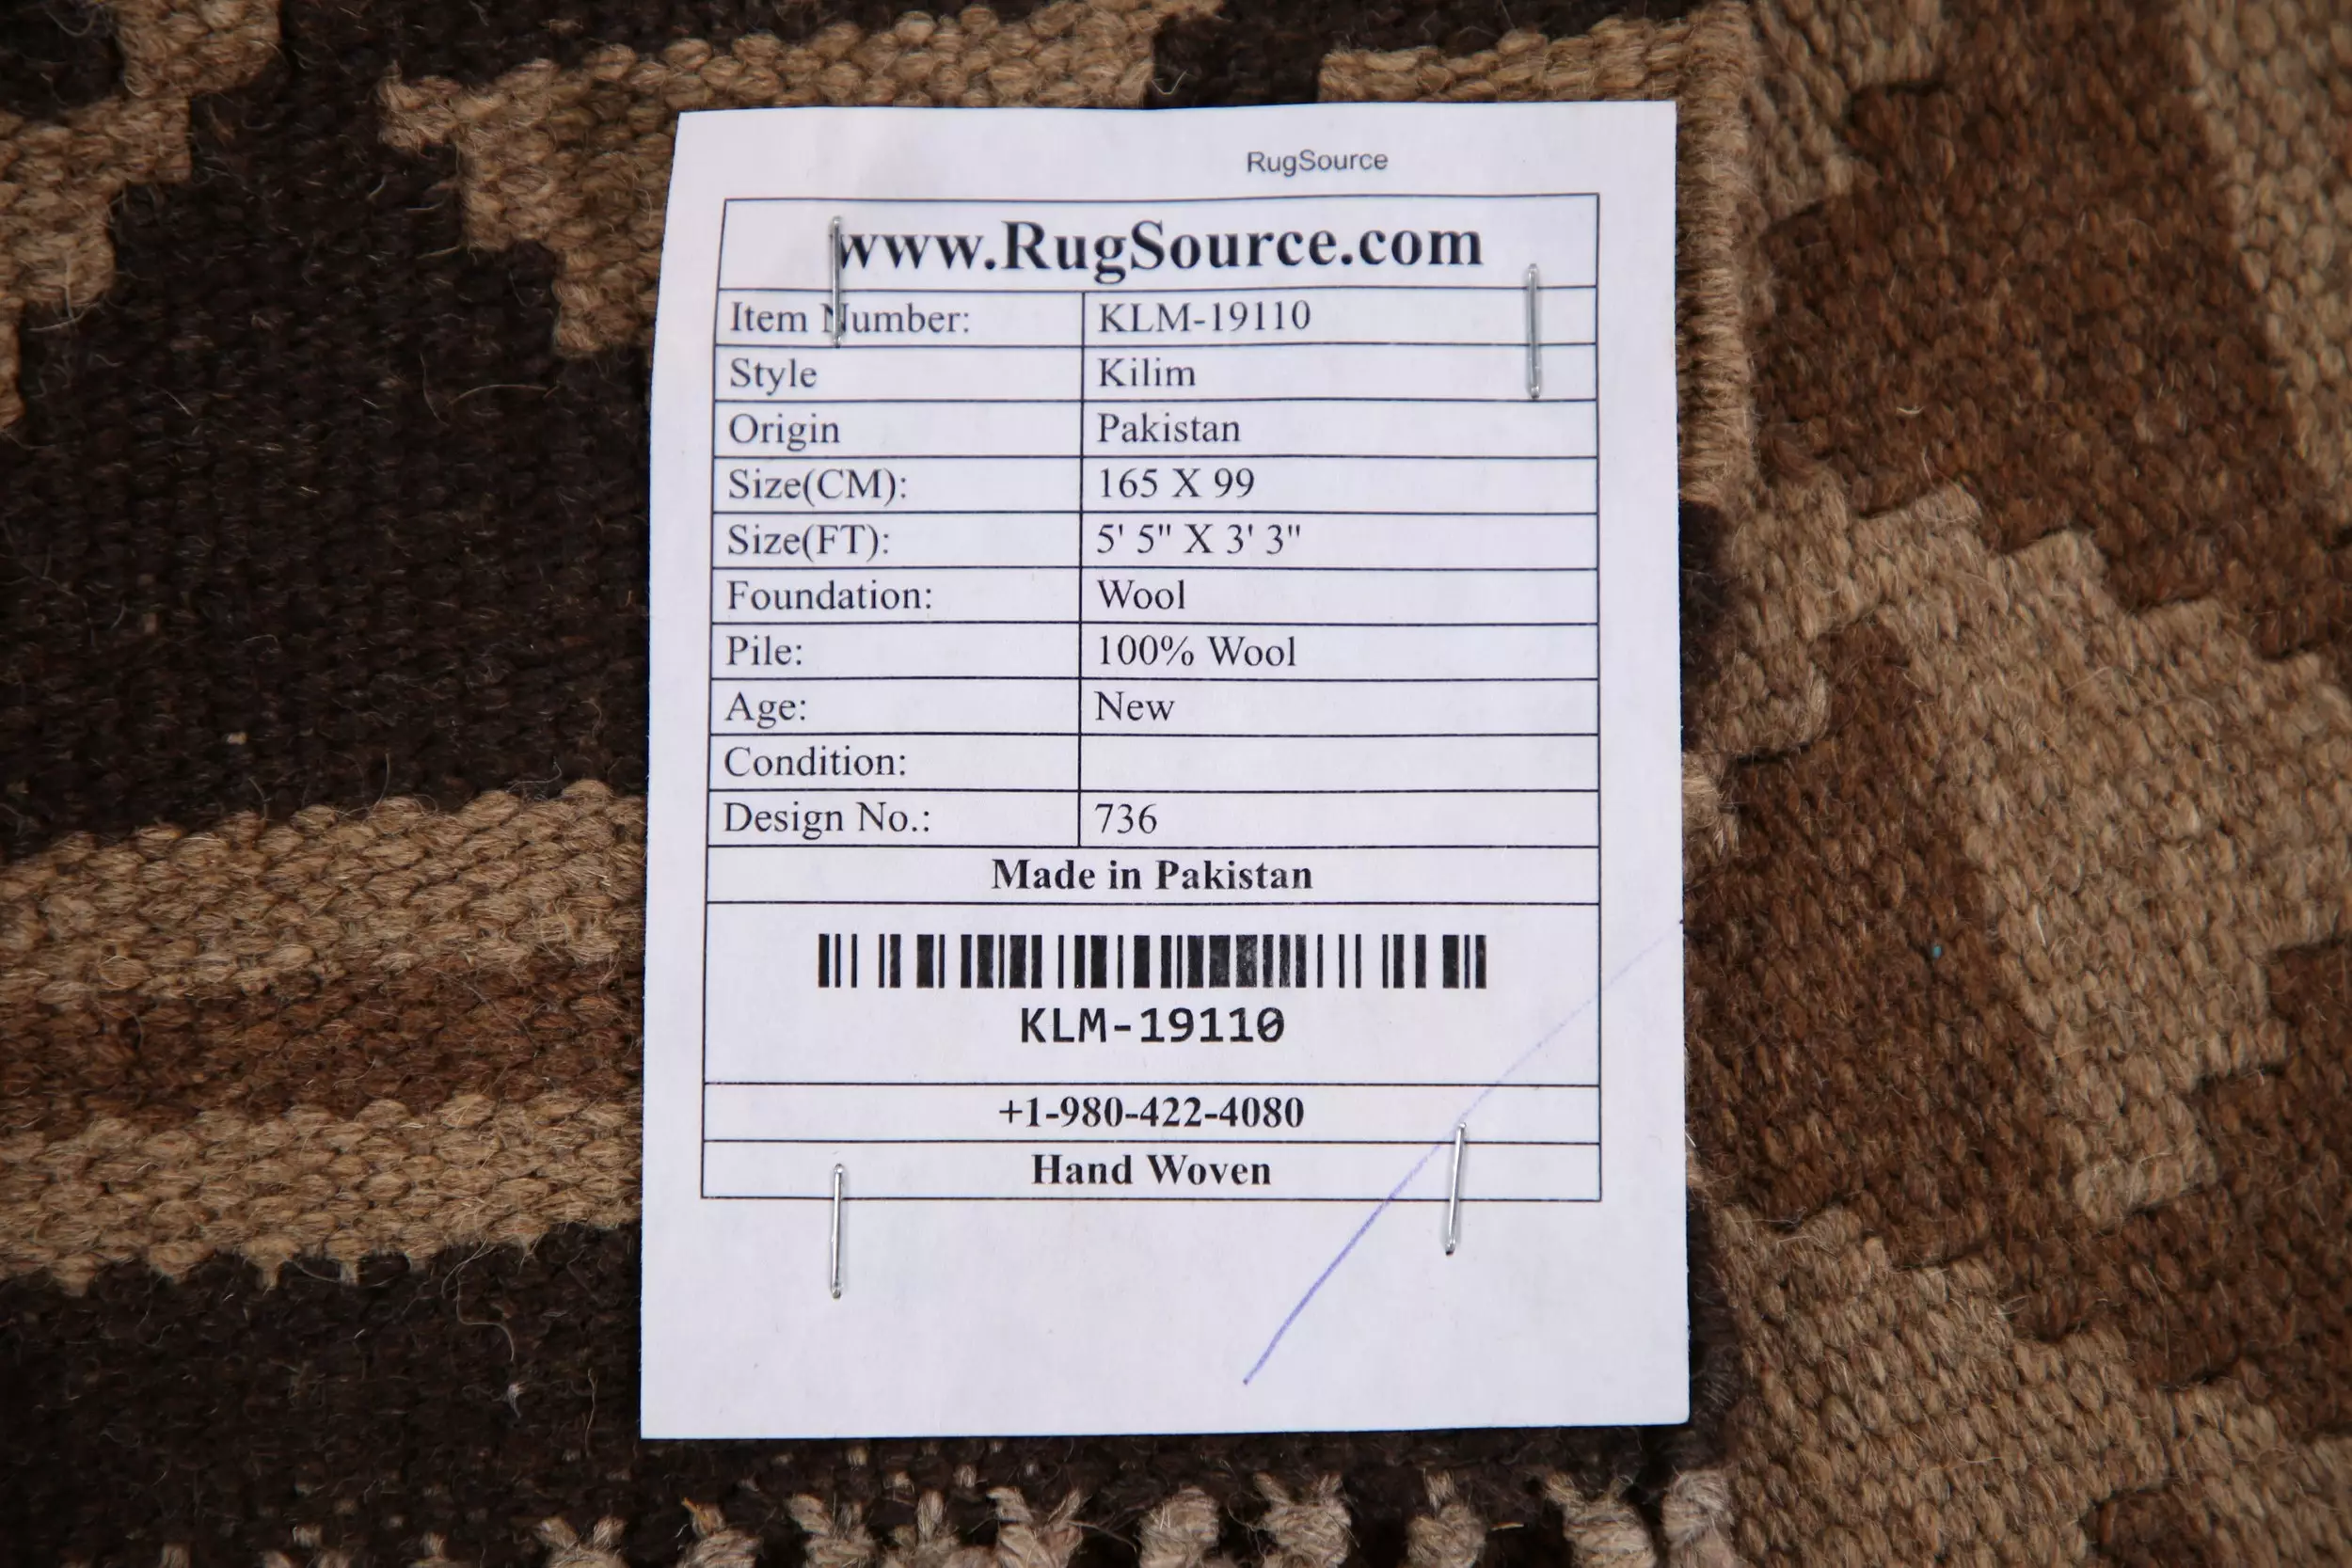 RugSource
www.RugSource.com
Item Number: KLM-19110
Style Kilim
Origin Pakistan
Size(CM): 165 X 99
Size(FT): 5' 5" X 3' 3"
Foundation: Wool
Pile: 100% Wool
Age: New
Condition:
Design No.: 736
Made in Pakistan
KLM-19110
+1-980-422-4080
Hand Woven